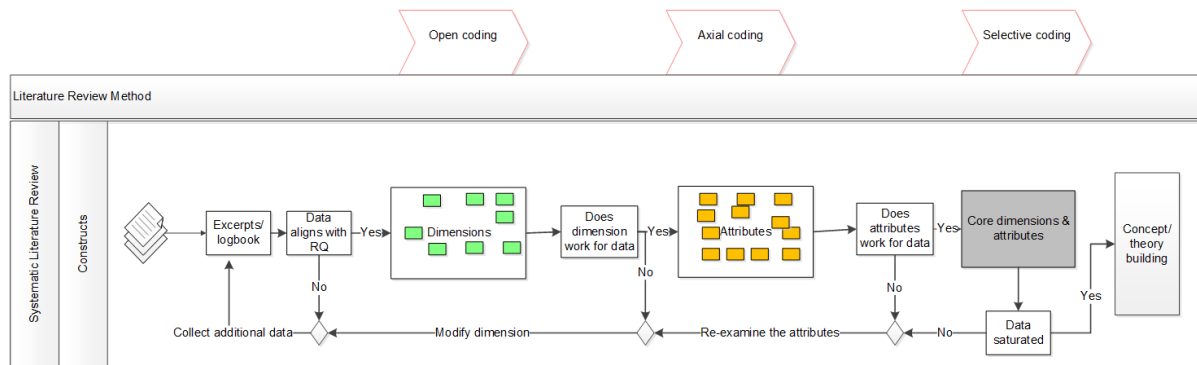 Open coding
Axial coding
Selective coding
Literature Review Method
Systematic Literature Review
Constructs
Excerpts/
logbook
Data
aligns with
RQ
Yes
Dimensions
Does
dimension
work for data
Yes
Attributes
Does
attributes
work for data
Yes
Core dimensions &
attributes
Concept/
theory
building
No
No
No
Yes
Collect additional data
Modify dimension
Re-examine the attributes
No
Data
saturated